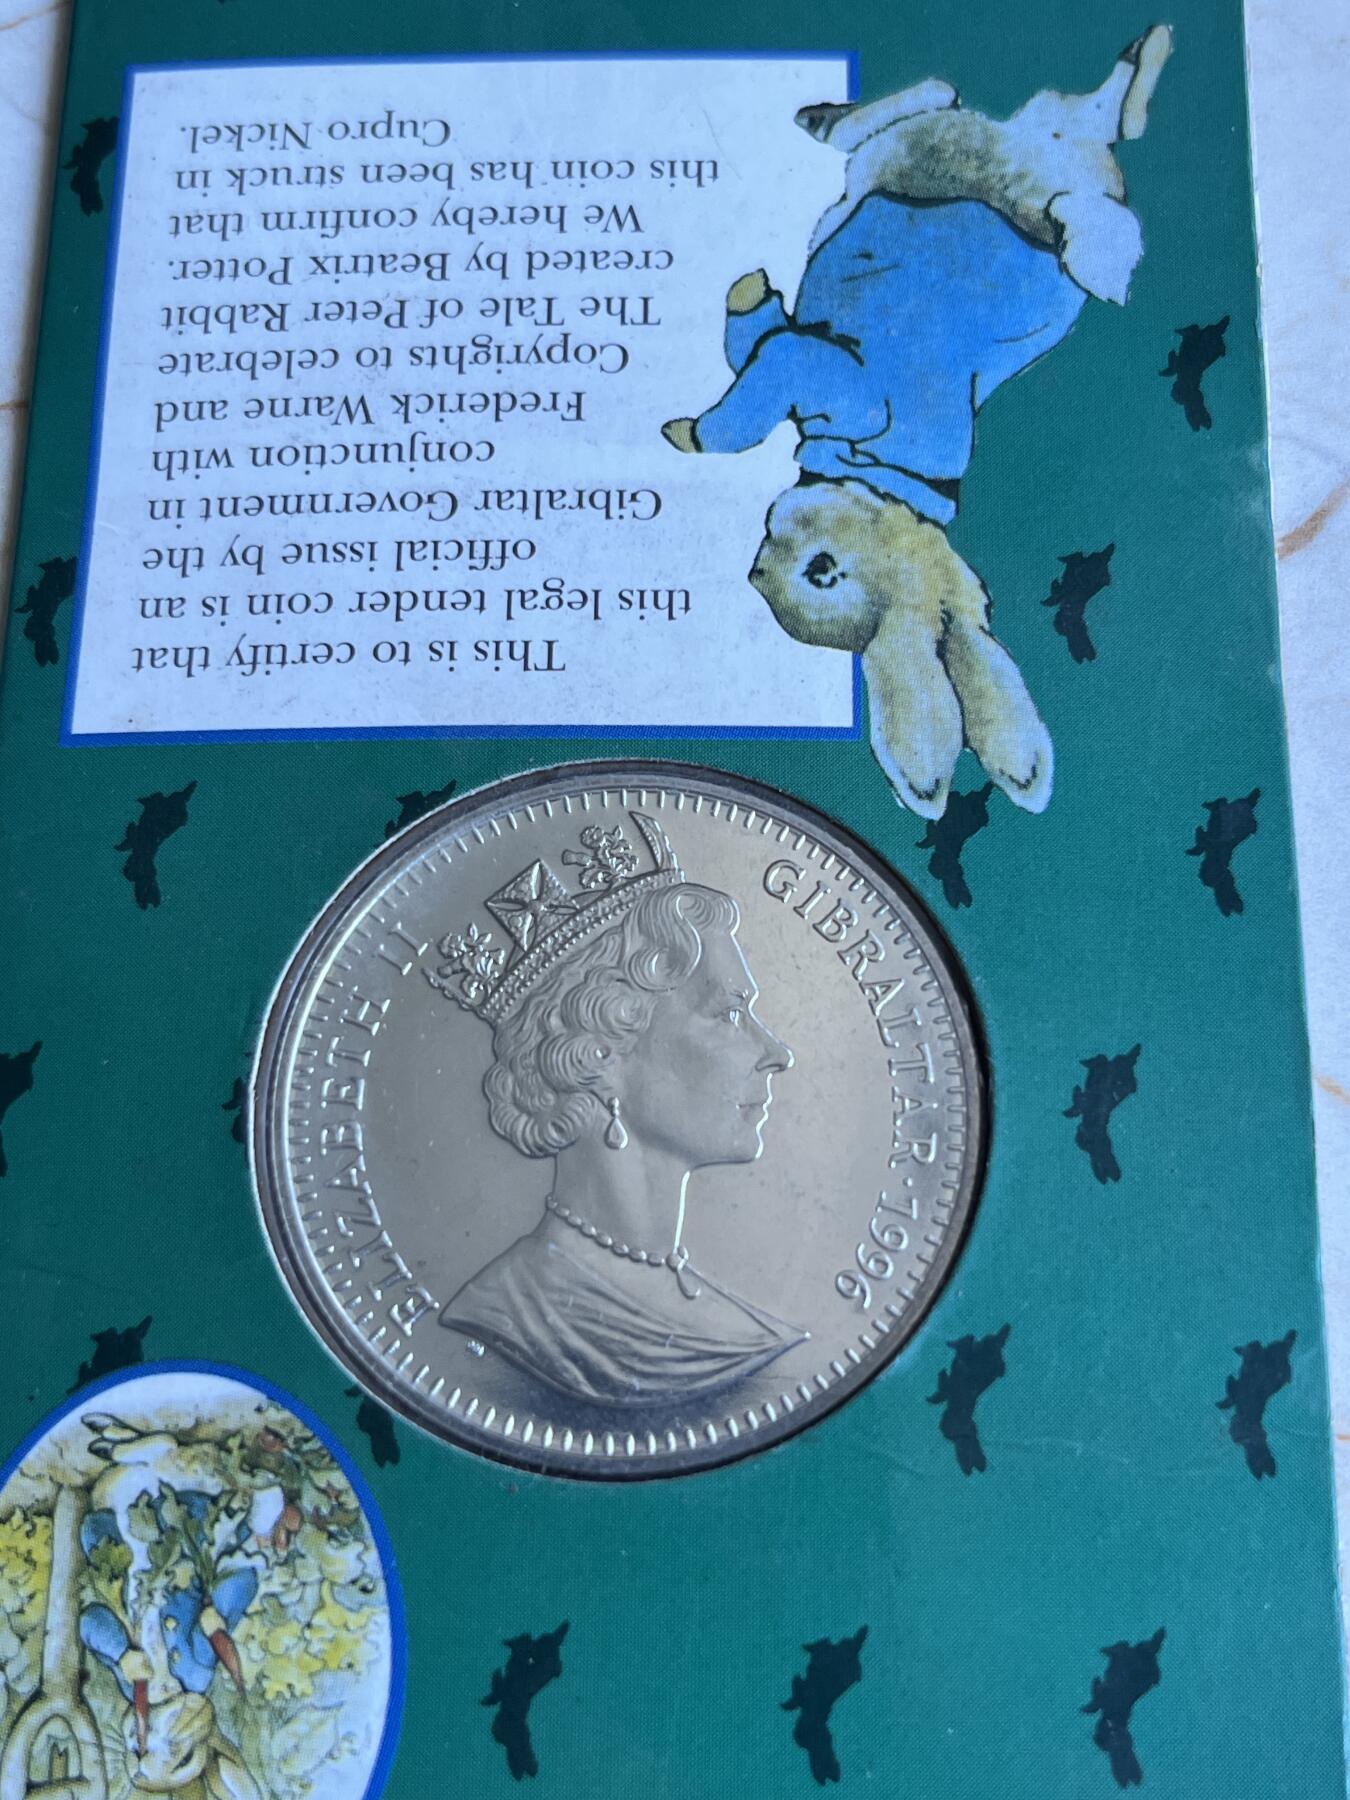 This is to certify that
this legal tender coin is an
official issue by the
Gibraltar Government in
conjunction with
Frederick Warne and
Copyrights to celebrate
The Tale of Peter Rabbit
created by Beatrix Potter.
We hereby confirm that
this coin has been struck in
Cupro Nickel.
ELIZABETH II
GIBRALTAR · 1996